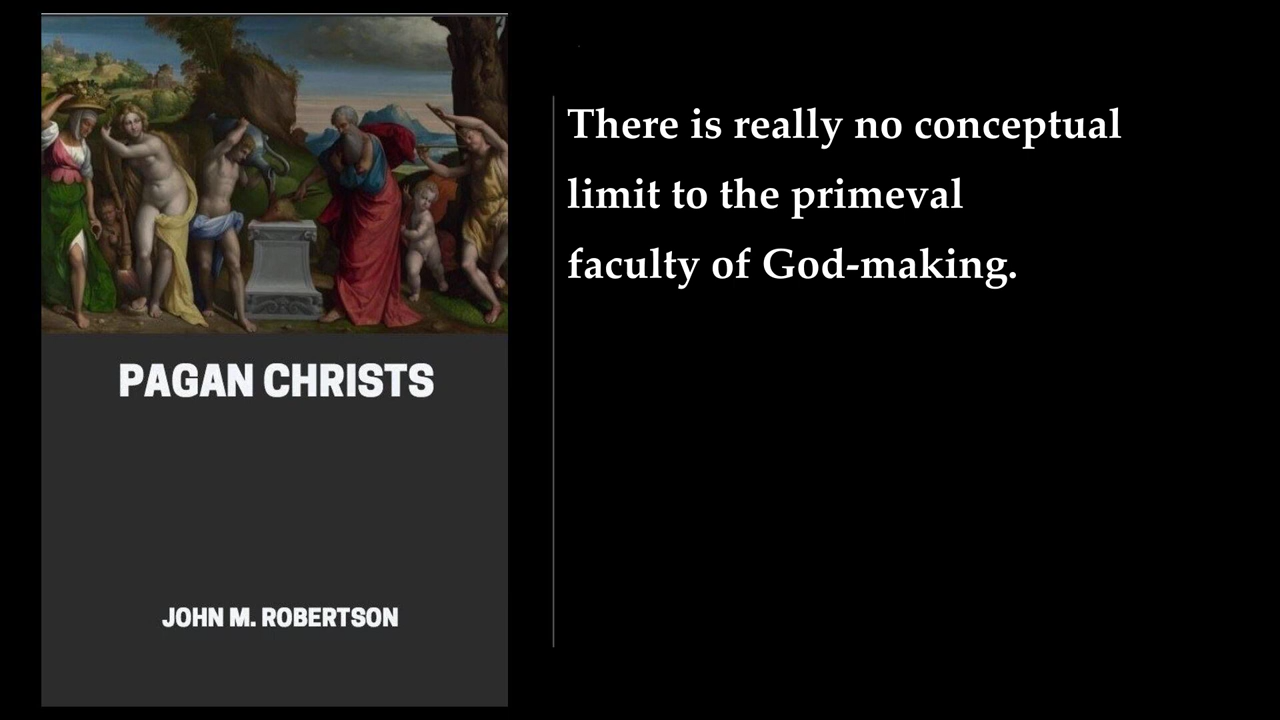 PAGAN CHRISTS
JOHN M. ROBERTSON
There is really no conceptual
limit to the primeval
faculty of God-making.